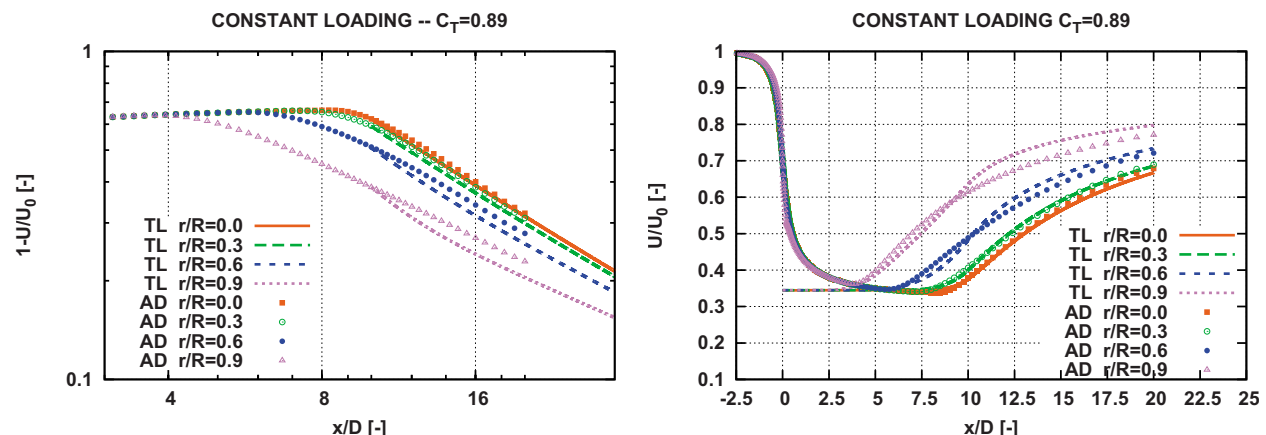 CONSTANT LOADING -- C_T=0.89
1
0.1
1-U/U_0 [-]
TL r/R=0.0
TL r/R=0.3
TL r/R=0.6
TL r/R=0.9
AD r/R=0.0
AD r/R=0.3
AD r/R=0.6
AD r/R=0.9
4 8 16
x/D [-]
CONSTANT LOADING C_T=0.89
1
0.9
0.8
0.7
0.6
0.5
0.4
0.3
0.2
0.1
U/U_0 [-]
TL r/R=0.0
TL r/R=0.3
TL r/R=0.6
TL r/R=0.9
AD r/R=0.0
AD r/R=0.3
AD r/R=0.6
AD r/R=0.9
-2.5 0 2.5 5 7.5 10 12.5 15 17.5 20 22.5 25
x/D [-]